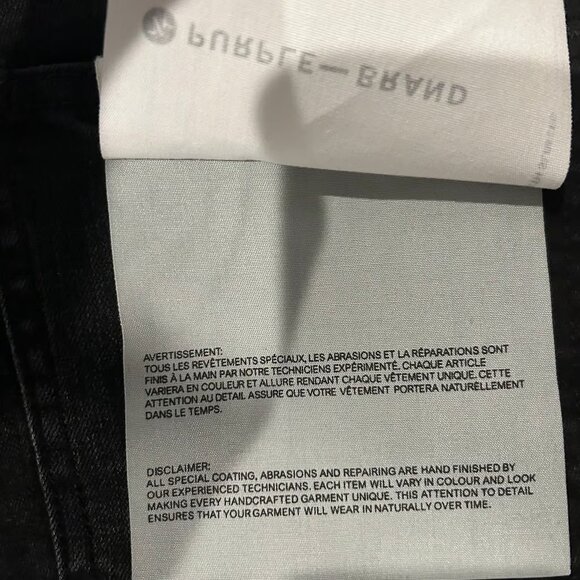 PURPLE—BRAND
AVERTISSEMENT:
TOUS LES REVÊTEMENTS SPÉCIAUX, LES ABRASIONS ET LA RÉPARATIONS SONT
FINIS À LA MAIN PAR NOTRE TECHNICIENS EXPÉRIMENTÉ. CHAQUE ARTICLE
VARIERA EN COULEUR ET ALLURE RENDANT CHAQUE VÊTEMENT UNIQUE. CETTE
ATTENTION AU DETAIL ASSURE QUE VOTRE VÊTEMENT PORTERA NATURELLEMENT
DANS LE TEMPS.
DISCLAIMER:
ALL SPECIAL COATING, ABRASIONS AND REPAIRING ARE HAND FINISHED BY
OUR EXPERIENCED TECHNICIANS. EACH ITEM WILL VARY IN COLOUR AND LOOK
MAKING EVERY HANDCRAFTED GARMENT UNIQUE. THIS ATTENTION TO DETAIL
ENSURES THAT YOUR GARMENT WILL WEAR IN NATURALLY OVER TIME.